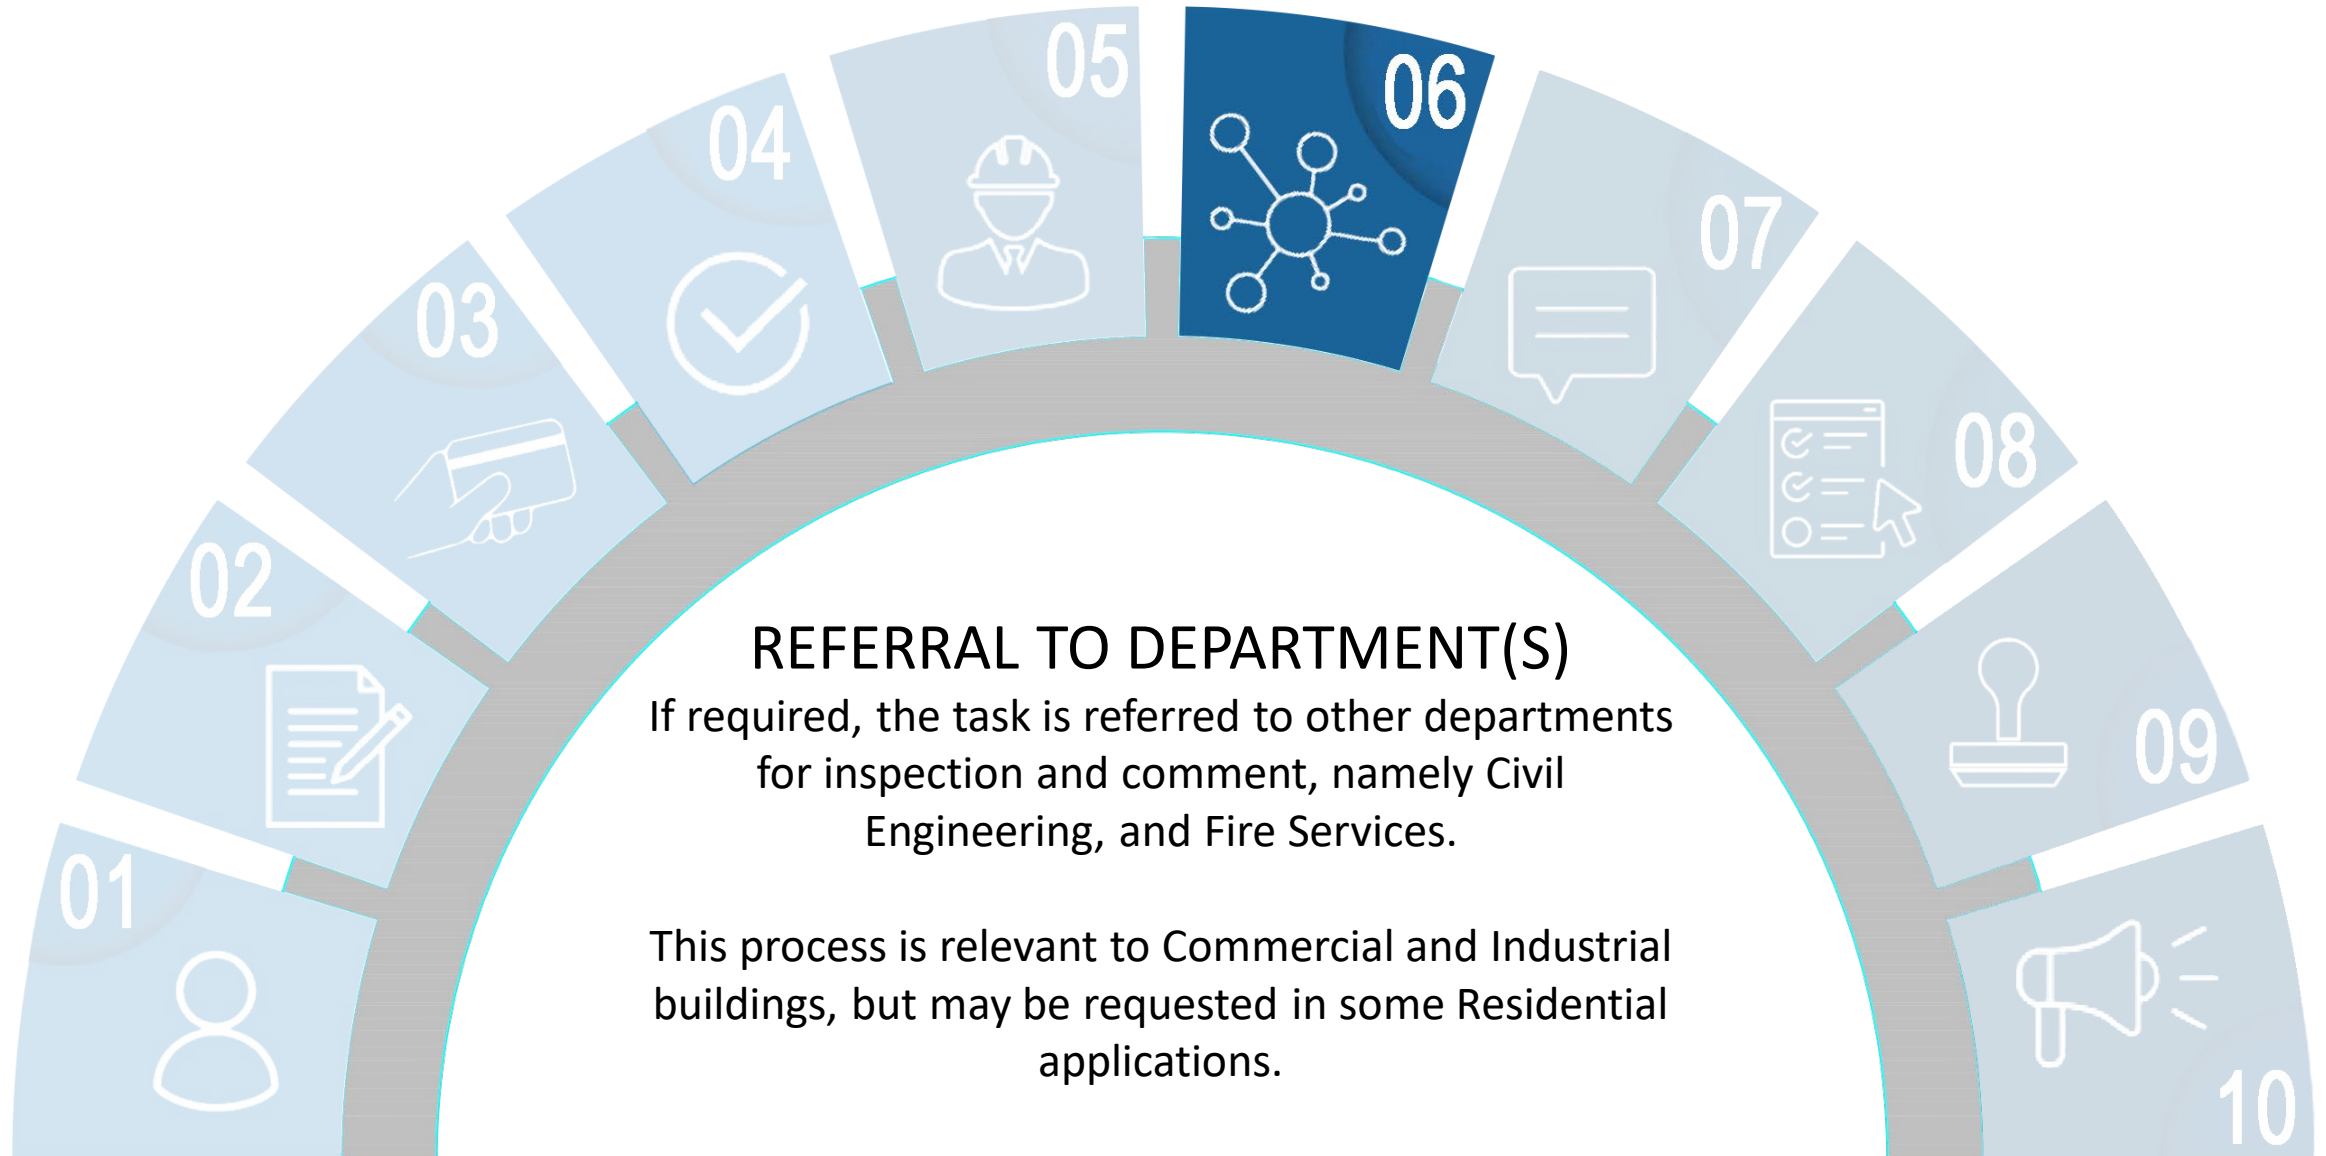 01
02
03
04
05
06
07
08
09
10
REFERRAL TO DEPARTMENT(S)
If required, the task is referred to other departments
for inspection and comment, namely Civil
Engineering, and Fire Services.
This process is relevant to Commercial and Industrial
buildings, but may be requested in some Residential
applications.